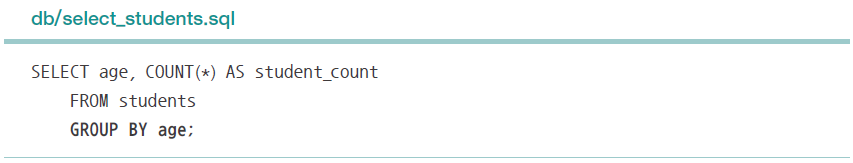 db/select_students.sql
SELECT age, COUNT(*) AS student_count
FROM students
GROUP BY age;